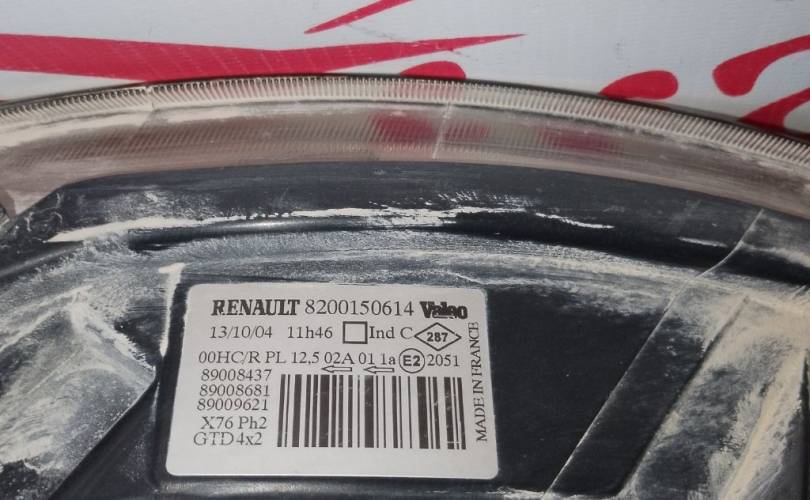 RENAULT 8200150614 Valeo
13/10/04 11h46 Ind C 287
00HC/R PL 12,5 02A 01 1a E2 2051
89008437
89008681
89009621
X76 Ph2
GTD 4x2
MADE IN FRANCE